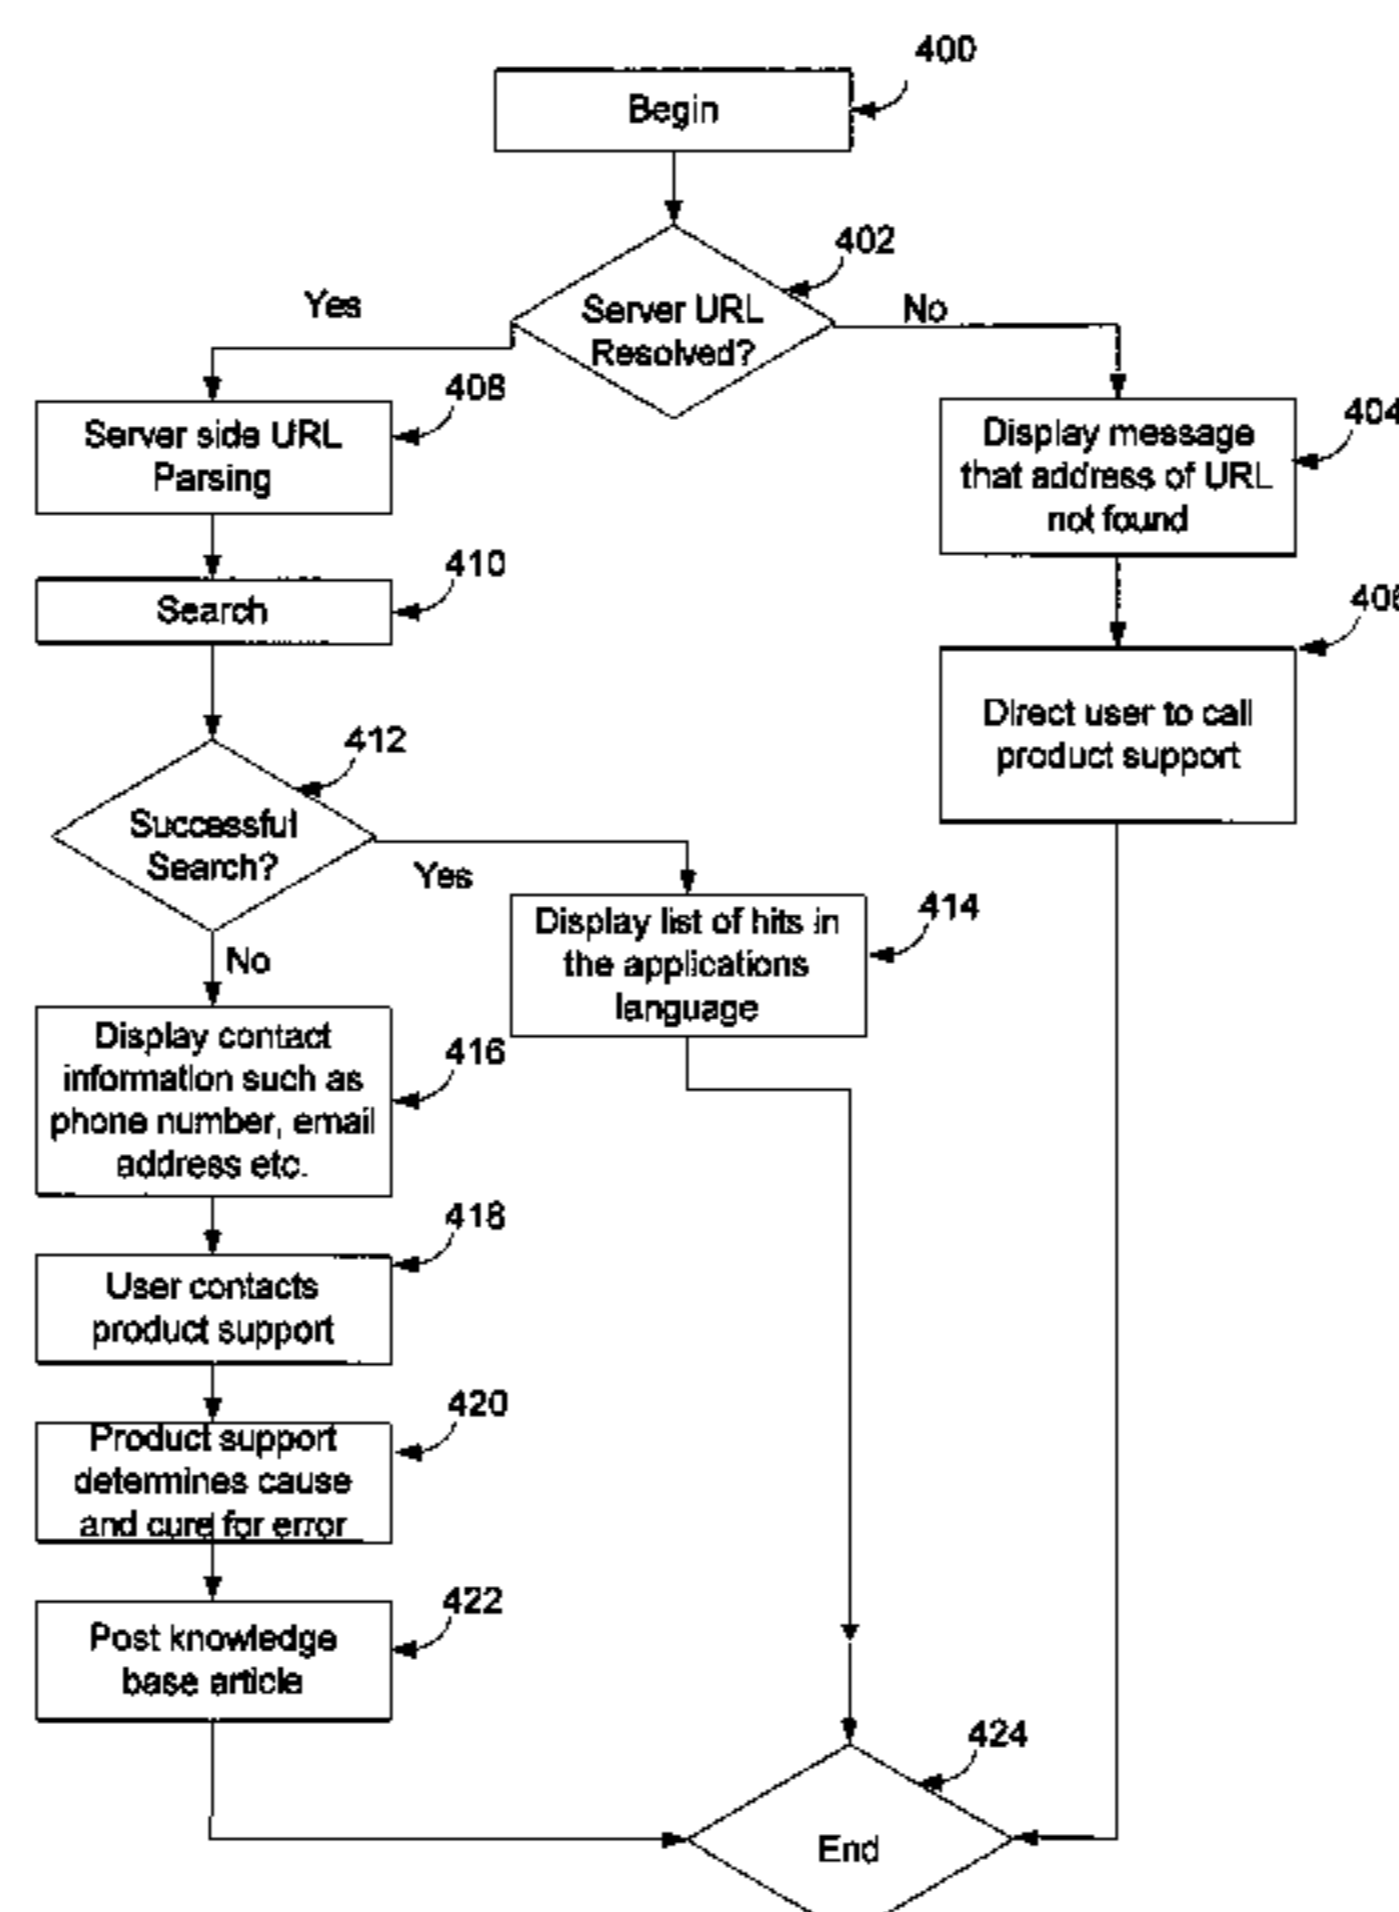 400
Begin
402
Yes
Server URL
Resolved?
No
408
Server side URL
Parsing
404
Display message
that address of URL
not found
410
Search
406
Direct user to call
product support
412
Successful
Search?
Yes
414
Display list of hits in
the applications
language
No
416
Display contact
information such as
phone number, email
address etc.
418
User contacts
product support
420
Product support
determines cause
and cure for error
422
Post knowledge
base article
424
End